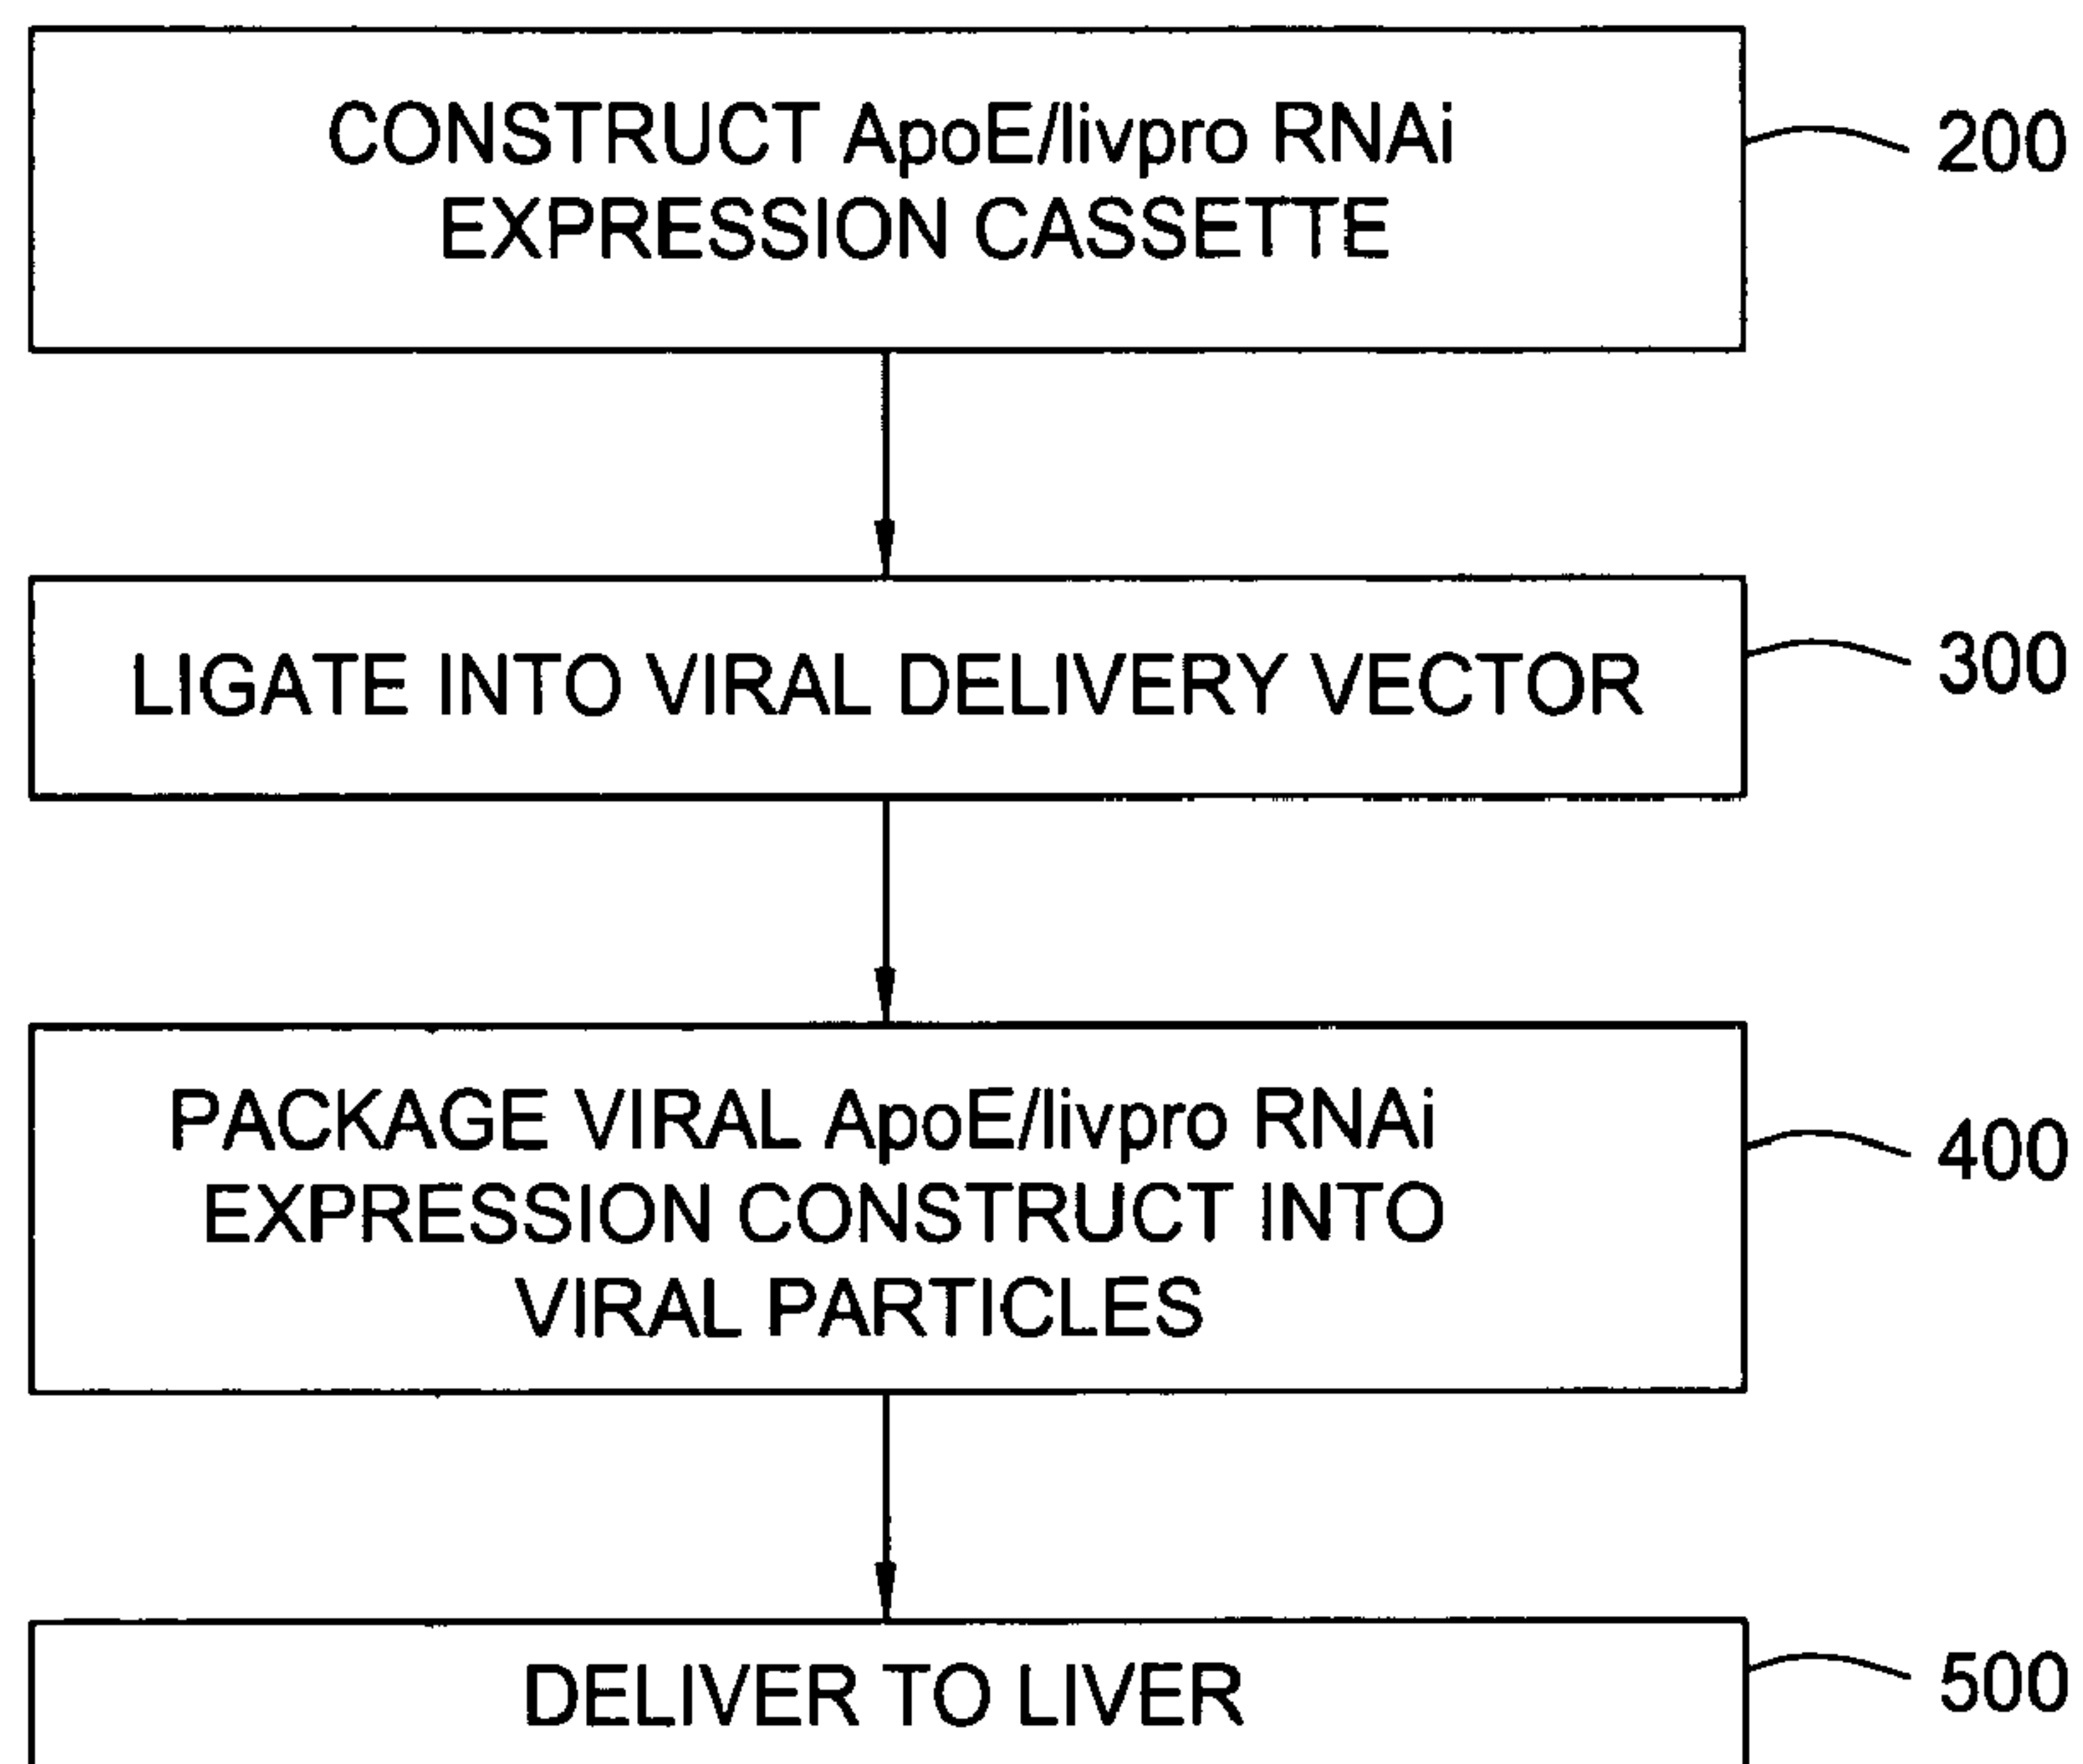 CONSTRUCT ApoE/livpro RNAi
EXPRESSION CASSETTE
200
LIGATE INTO VIRAL DELIVERY VECTOR
300
PACKAGE VIRAL ApoE/livpro RNAi
EXPRESSION CONSTRUCT INTO
VIRAL PARTICLES
400
DELIVER TO LIVER
500